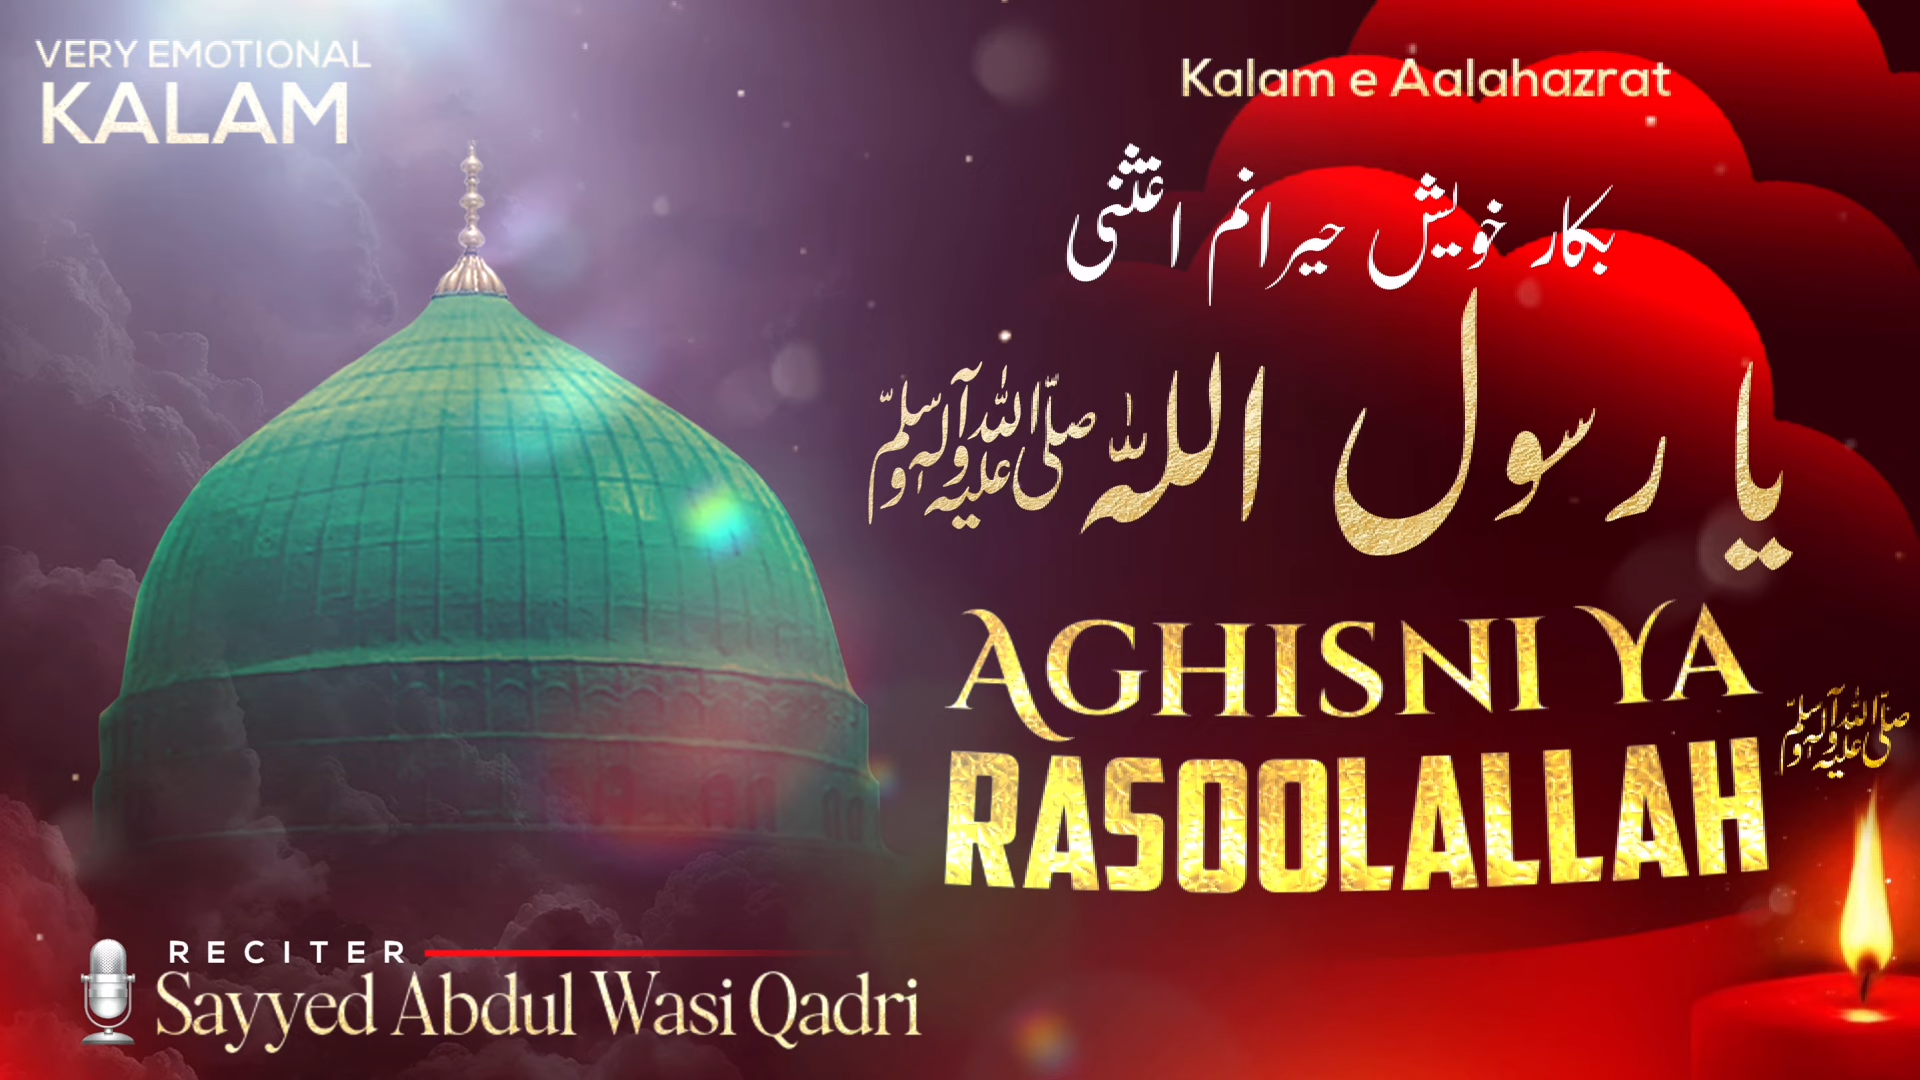 VERY EMOTIONAL
KALAM
Kalam e Aalahazrat
بکار خویش حیرانم اغثنی
یا رسول اللہ صلی اللہ علیہ وآلہ وسلم
AGHISNI YA
RASOOLALLAH صلی اللہ علیہ وآلہ وسلم
RECITER
Sayyed Abdul Wasi Qadri